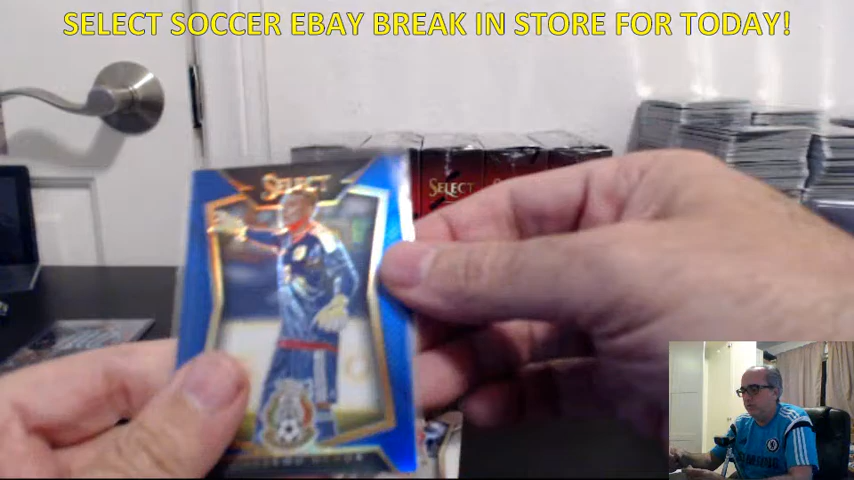 SELECT SOCCER EBAY BREAK IN STORE FOR TODAY!
SELECT
SELECT
SAMSUNG